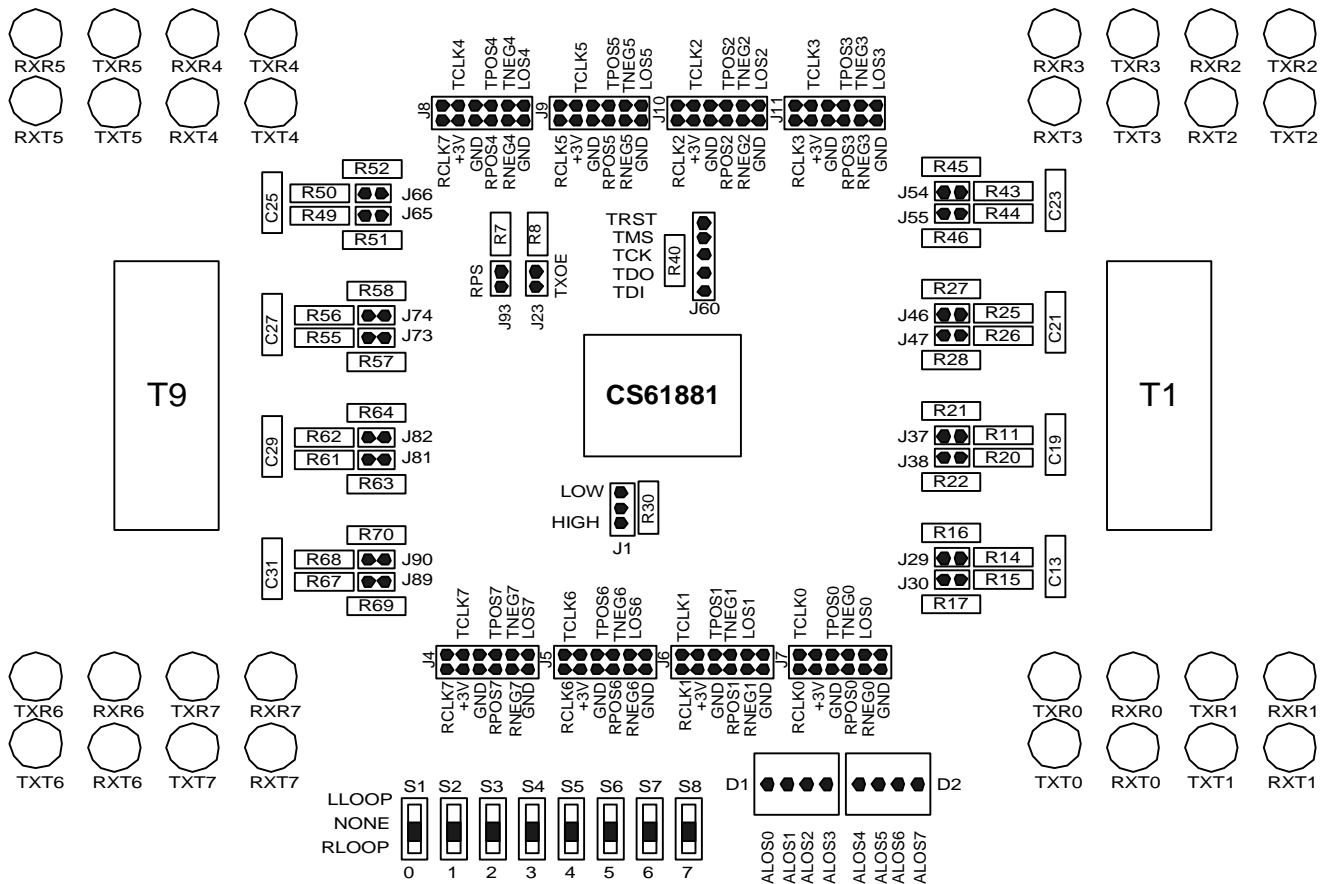 RXR5 TXR5 RXR4 TXR4
RXT5 TXT5 RXT4 TXT4
RXR3 TXR3 RXR2 TXR2
RXT3 TXT3 RXT2 TXT2
TCLK4 TPOS4 TNEG4 LOS4
J8
RCLK7 +3V GND RPOS4 RNEG4 GND
TCLK5 TPOS5 TNEG5 LOS5
J9
RCLK5 +3V GND RPOS5 RNEG5 GND
TCLK2 TPOS2 TNEG2 LOS2
J10
RCLK2 +3V GND RPOS2 RNEG2 GND
TCLK3 TPOS3 TNEG3 LOS3
J11
RCLK3 +3V GND RPOS3 RNEG3 GND
C25
R52
R50 J66
R49 J65
R51
C27
R58
R56 J74
R55 J73
R57
C29
R64
R62 J82
R61 J81
R63
C31
R70
R68 J90
R67 J89
R69
T9
R7 R8
RPS TXOE
J93 J23
TRST
TMS
TCK
TDO
TDI
R40
J60
CS61881
LOW
HIGH
R30
J1
R45
J54 R43
J55 R44
R46
C23
R27
J46 R25
J47 R26
R28
C21
R21
J37 R11
J38 R20
R22
C19
R16
J29 R14
J30 R15
R17
C13
T1
TCLK7 TPOS7 TNEG7 LOS7
J4
RCLK7 +3V GND RPOS7 RNEG7 GND
TCLK6 TPOS6 TNEG6 LOS6
J5
RCLK6 +3V GND RPOS6 RNEG6 GND
TCLK1 TPOS1 TNEG1 LOS1
J6
RCLK1 +3V GND RPOS1 RNEG1 GND
TCLK0 TPOS0 TNEG0 LOS0
J7
RCLK0 +3V GND RPOS0 RNEG0 GND
TXR6 RXR6 TXR7 RXR7
TXT6 RXT6 TXT7 RXT7
TXR0 RXR0 TXR1 RXR1
TXT0 RXT0 TXT1 RXT1
S1 S2 S3 S4 S5 S6 S7 S8
LLOOP
NONE
RLOOP
0 1 2 3 4 5 6 7
D1 D2
ALOS0 ALOS1 ALOS2 ALOS3 ALOS4 ALOS5 ALOS6 ALOS7